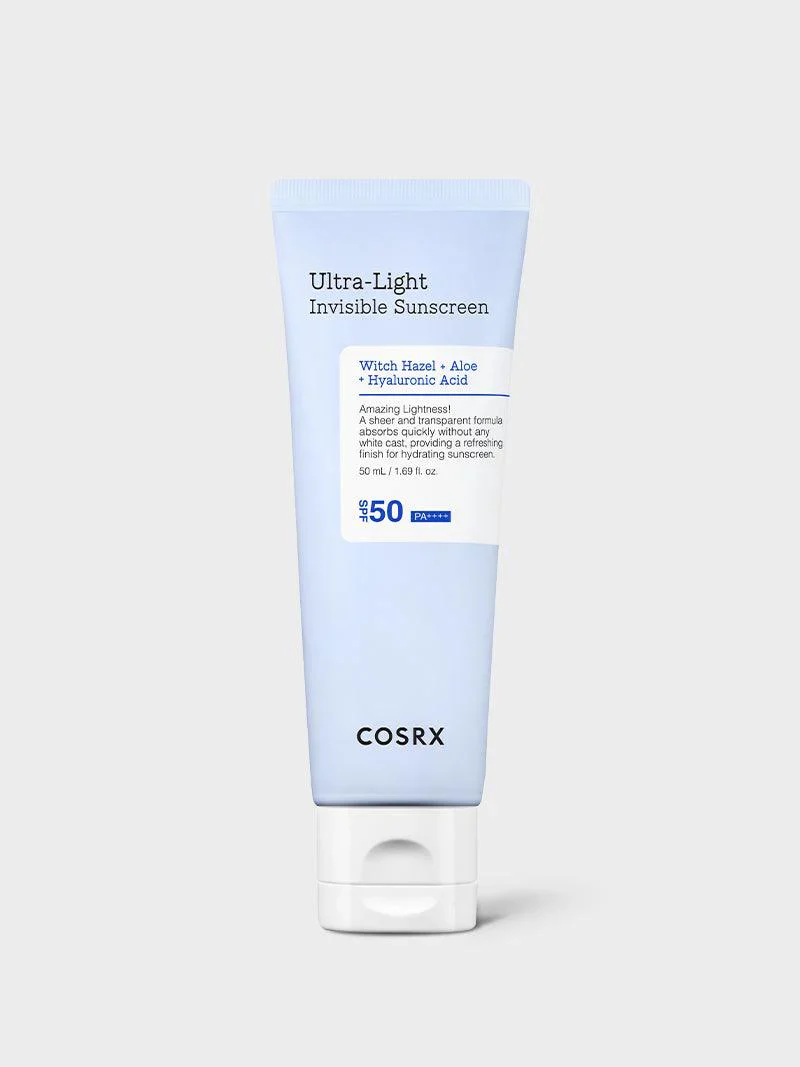 Ultra-Light
Invisible Sunscreen
Witch Hazel + Aloe
+ Hyaluronic Acid
Amazing Lightness!
A sheer and transparent formula
absorbs quickly without any
white cast, providing a refreshing
finish for hydrating sunscreen.
50 mL / 1.69 fl. oz.
SPF 50 PA++++
COSRX